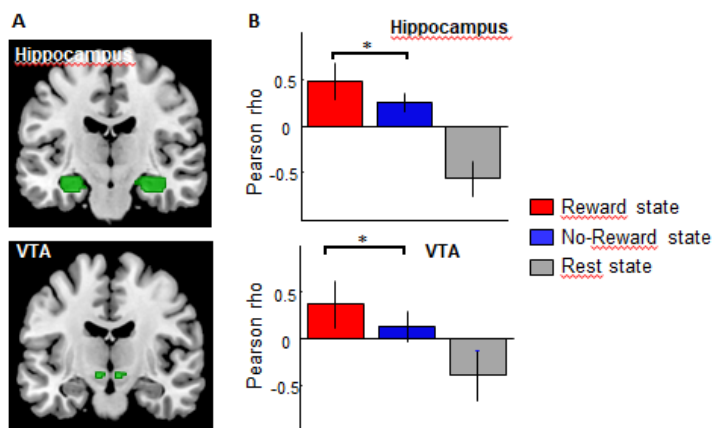 A
Hippocampus
VTA
B
Hippocampus
*
Pearson rho
0.5
0
-0.5
VTA
*
Pearson rho
0.5
0
-0.5
Reward state
No-Reward state
Rest state